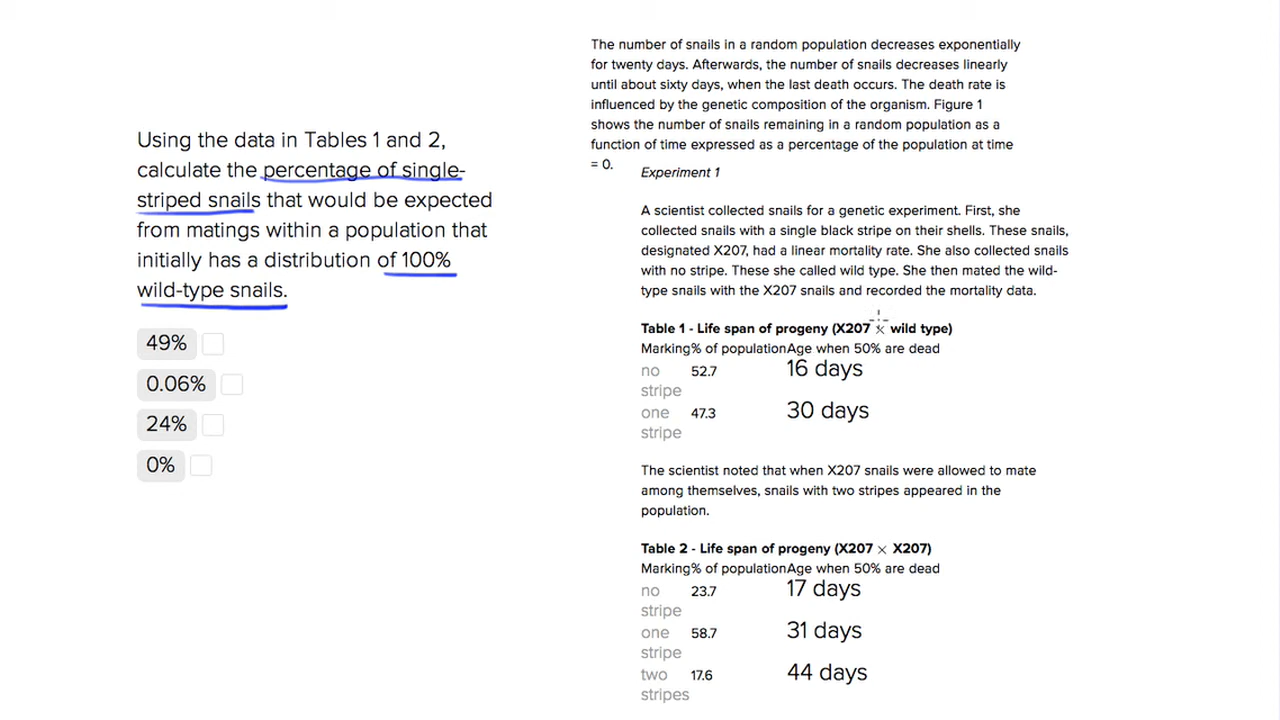 Using the data in Tables 1 and 2,
calculate the percentage of single-
striped snails that would be expected
from matings within a population that
initially has a distribution of 100%
wild-type snails.
49%
0.06%
24%
0%
The number of snails in a random population decreases exponentially
for twenty days. Afterwards, the number of snails decreases linearly
until about sixty days, when the last death occurs. The death rate is
influenced by the genetic composition of the organism. Figure 1
shows the number of snails remaining in a random population as a
function of time expressed as a percentage of the population at time
= 0.
Experiment 1
A scientist collected snails for a genetic experiment. First, she
collected snails with a single black stripe on their shells. These snails,
designated X207, had a linear mortality rate. She also collected snails
with no stripe. These she called wild type. She then mated the wild-
type snails with the X207 snails and recorded the mortality data.
Table 1 - Life span of progeny (X207 × wild type)
Marking% of populationAge when 50% are dead
no 52.7 16 days
stripe
one 47.3 30 days
stripe
The scientist noted that when X207 snails were allowed to mate
among themselves, snails with two stripes appeared in the
population.
Table 2 - Life span of progeny (X207 × X207)
Marking% of populationAge when 50% are dead
no 23.7 17 days
stripe
one 58.7 31 days
stripe
two 17.6 44 days
stripes